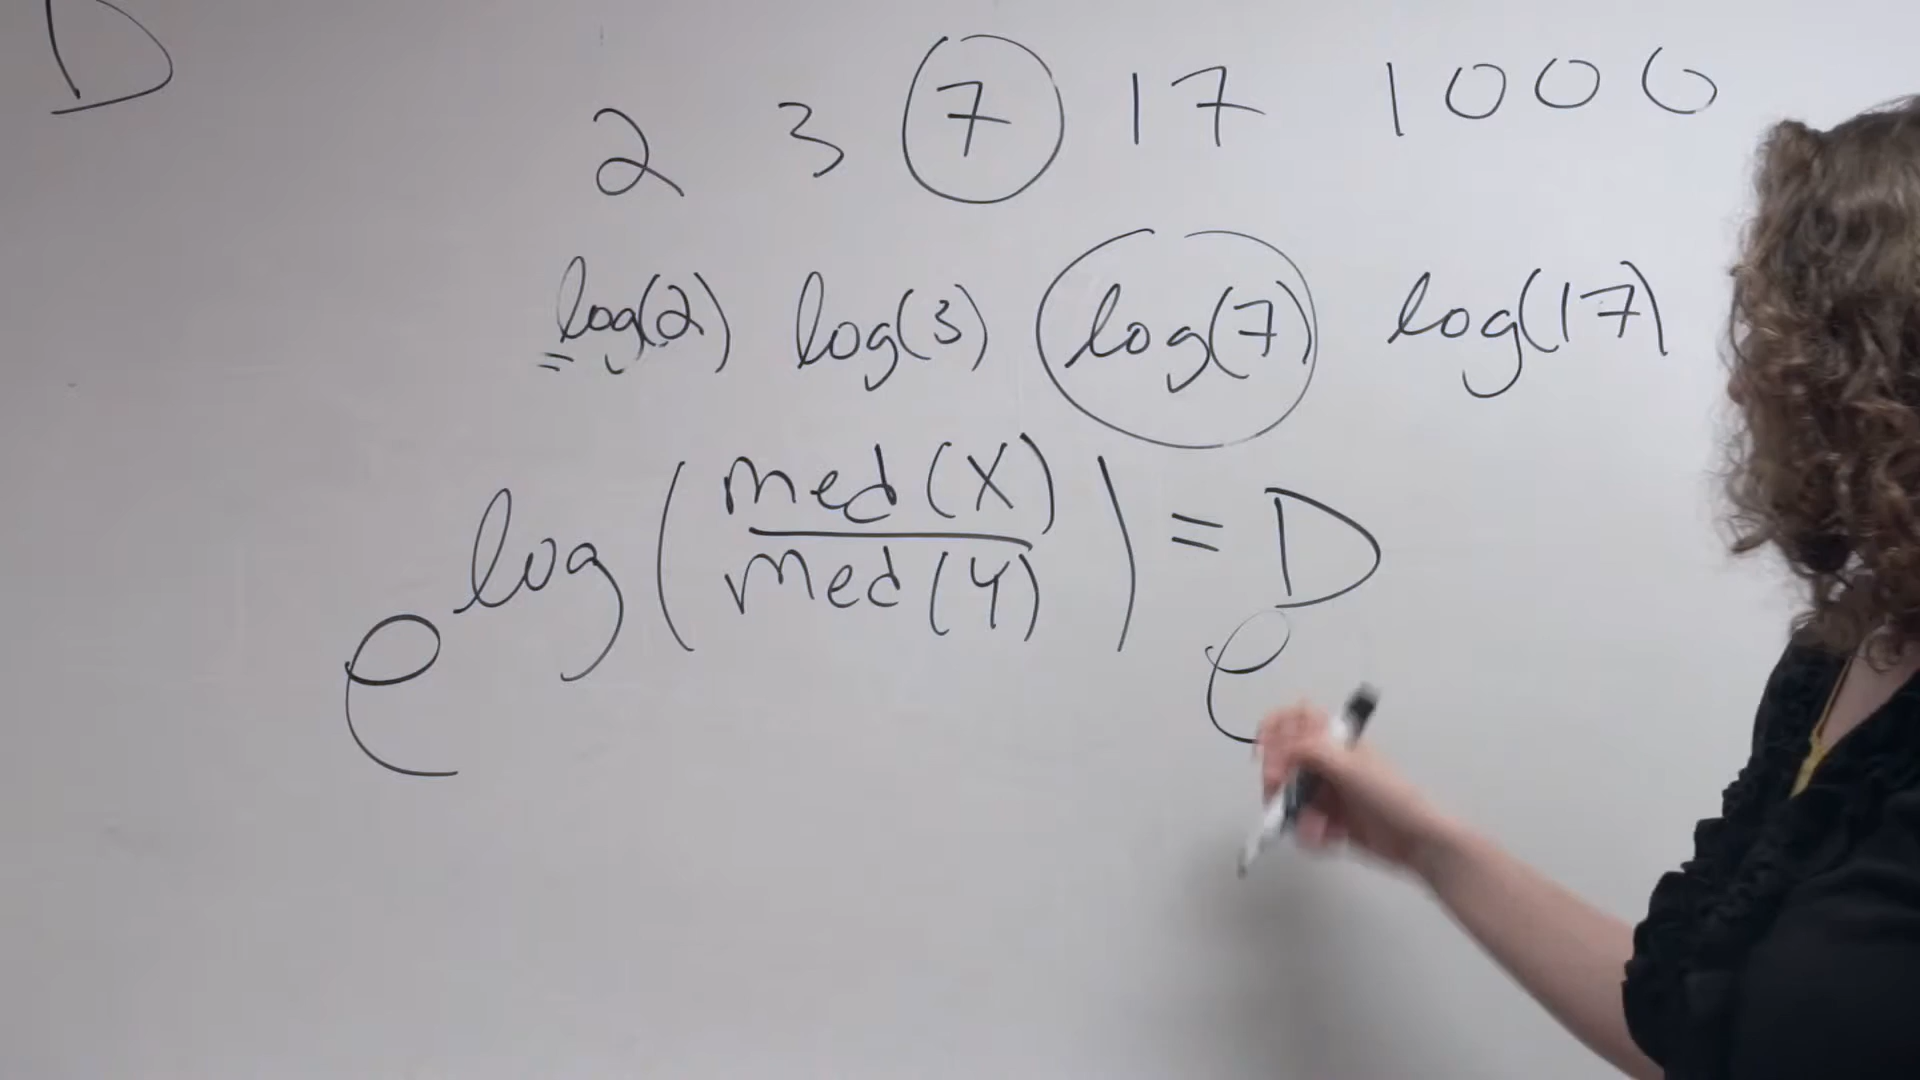 D
2 3 7 17 1000
=log(2) log(3) log(7) log(17)
e^log(med(X)/med(Y)) = e^D